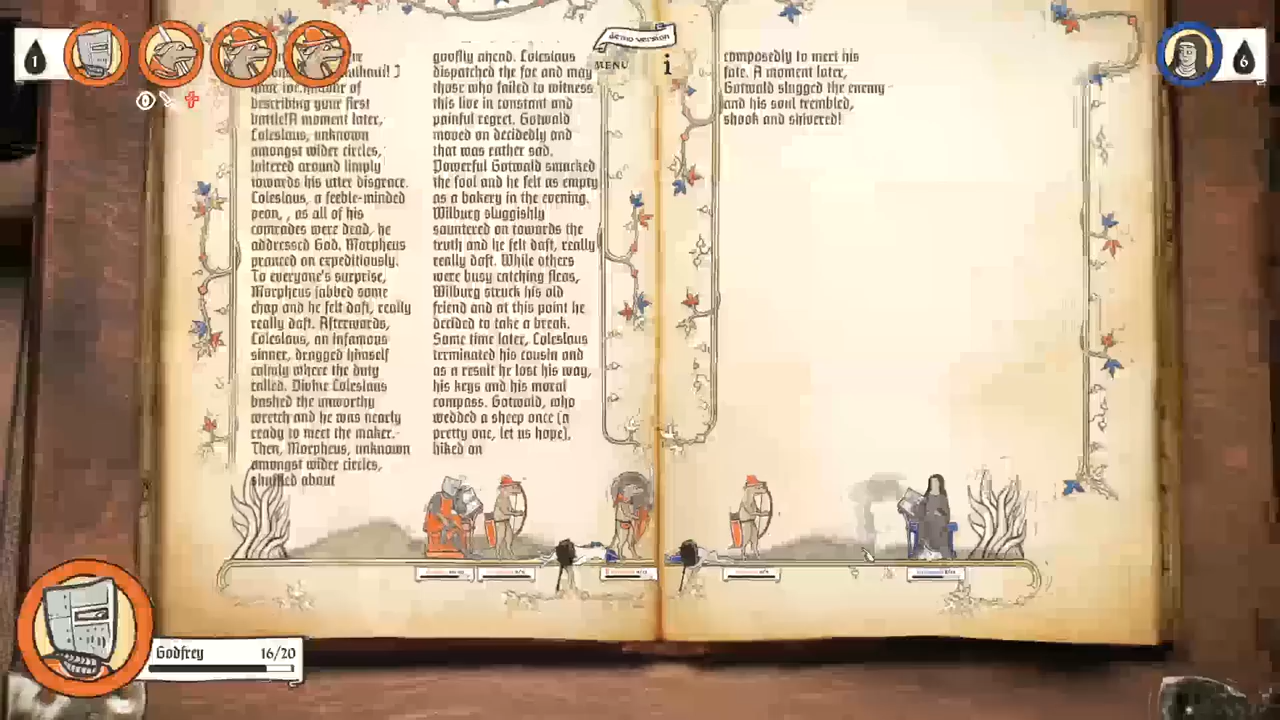 demo version
MENU
i
1
6
describing your first
battle!A moment later,
Coleslaus, unknown
amongst wider circles,
loitered around limply
towards his utter disgrace.
Coleslaus, a feeble-minded
peon, , as all of his
comrades were dead, he
addressed God. Morpheus
pranced on expeditiously.
To everyone's surprise,
Morpheus jabbed some
chap and he felt daft, really
really daft. Afterwards,
Coleslaus, an infamous
sinner, dragged himself
calmly where the duty
called. Divine Coleslaus
bashed the unworthy
wretch and he was nearly
ready to meet the maker.
Then, Morpheus, unknown
amongst wider circles,
shuffled about
goofily ahead. Coleslaus
dispatched the foe and may
those who failed to witness
this live in constant and
painful regret. Gotwald
moved on decidedly and
that was rather sad.
Powerful Gotwald smacked
the fool and he felt as empty
as a bakery in the evening.
Wilburg sluggishly
sauntered on towards the
truth and he felt daft, really
really daft. While others
were busy catching fleas,
Wilburg struck his old
friend and at this point he
decided to take a break.
Some time later, Coleslaus
terminated his cousin and
as a result he lost his way,
his keys and his moral
compass. Gotwald, who
wedded a sheep once (a
pretty one, let us hope),
hiked on
composedly to meet his
fate. A moment later,
Gotwald slugged the enemy
and his soul trembled,
shook and shivered!
Godfrey 16/20